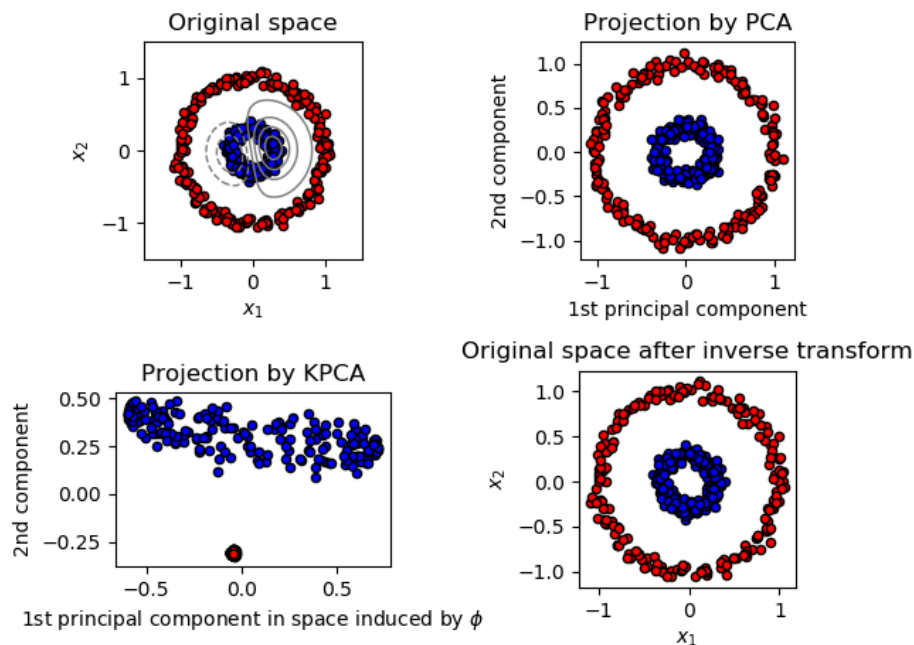 Original space
1
0
−1
x₂
−1
0
1
x₁
Projection by PCA
1.0
0.5
0.0
−0.5
−1.0
2nd component
−1
0
1
1st principal component
Projection by KPCA
0.50
0.25
0.00
−0.25
2nd component
−0.5
0.0
0.5
1st principal component in space induced by ϕ
Original space after inverse transform
1.0
0.5
0.0
−0.5
−1.0
x₂
−1
0
1
x₁